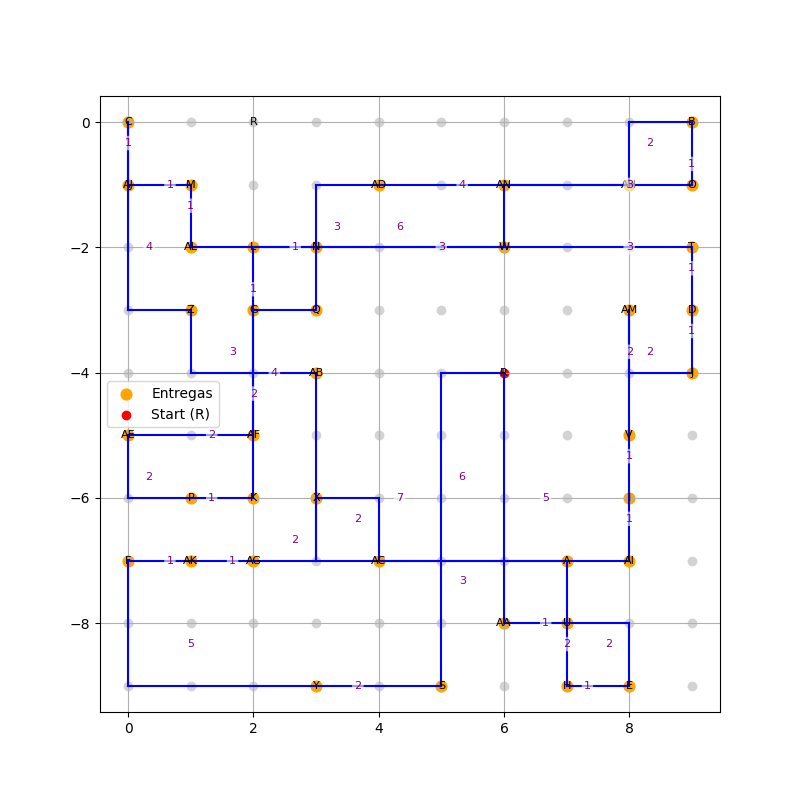 0
C
R
B
1
2
1
AH
1
M
AD
4
AN
3
O
1
4
3
6
−2
AL
L
1
N
3
W
3
T
1
1
Z
G
Q
AM
D
1
3
2
2
−4
4
AB
R
J
Entregas
Start (R)
2
AE
2
AF
V
1
2
6
−6
P
1
K
X
7
5
2
1
2
F
1
AK
1
AG
AC
A
AI
3
−8
AA
1
U
5
2
2
Y
2
S
H
1
E
0
2
4
6
8